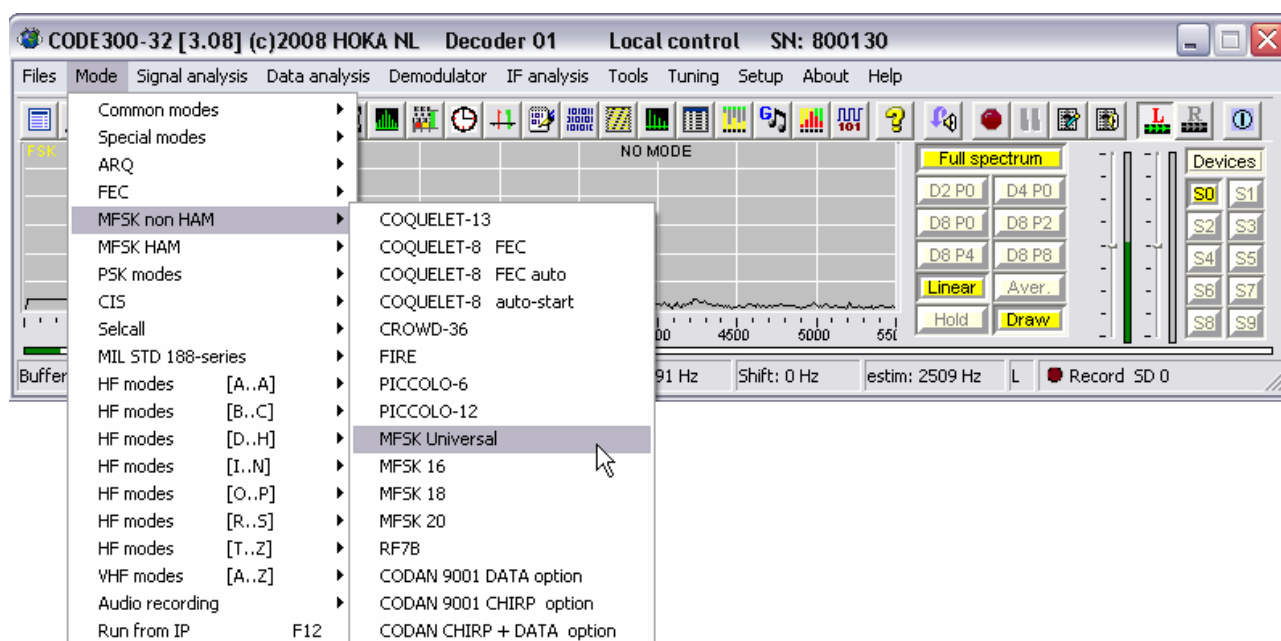 CODE300-32 [3.08] (c)2008 HOKA NL Decoder 01 Local control SN: 800130
Files Mode Signal analysis Data analysis Demodulator IF analysis Tools Tuning Setup About Help
Common modes
Special modes
ARQ
FEC
MFSK non HAM
MFSK HAM
PSK modes
CIS
Selcall
MIL STD 188-series
HF modes [A..A]
HF modes [B..C]
HF modes [D..H]
HF modes [I..N]
HF modes [O..P]
HF modes [R..S]
HF modes [T..Z]
VHF modes [A..Z]
Audio recording
Run from IP F12
COQUELET-13
COQUELET-8 FEC
COQUELET-8 FEC auto
COQUELET-8 auto-start
CROWD-36
FIRE
PICCOLO-6
PICCOLO-12
MFSK Universal
MFSK 16
MFSK 18
MFSK 20
RF7B
CODAN 9001 DATA option
CODAN 9001 CHIRP option
CODAN CHIRP + DATA option
G
101
L R
FSK
NO MODE
4500 5000
Full spectrum
D2 P0 D4 P0
D8 P0 D8 P2
D8 P4 D8 P8
Linear Aver.
Hold Draw
Devices
S0 S1
S2 S3
S4 S5
S6 S7
S8 S9
Buffer
91 Hz Shift: 0 Hz estim: 2509 Hz L Record SD 0